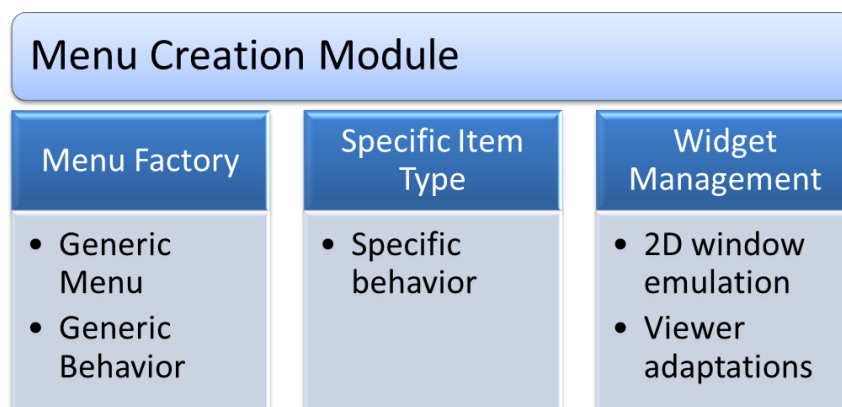 Menu Creation Module
Menu Factory
• Generic
Menu
• Generic
Behavior
Specific Item
Type
• Specific
behavior
Widget
Management
• 2D window
emulation
• Viewer
adaptations